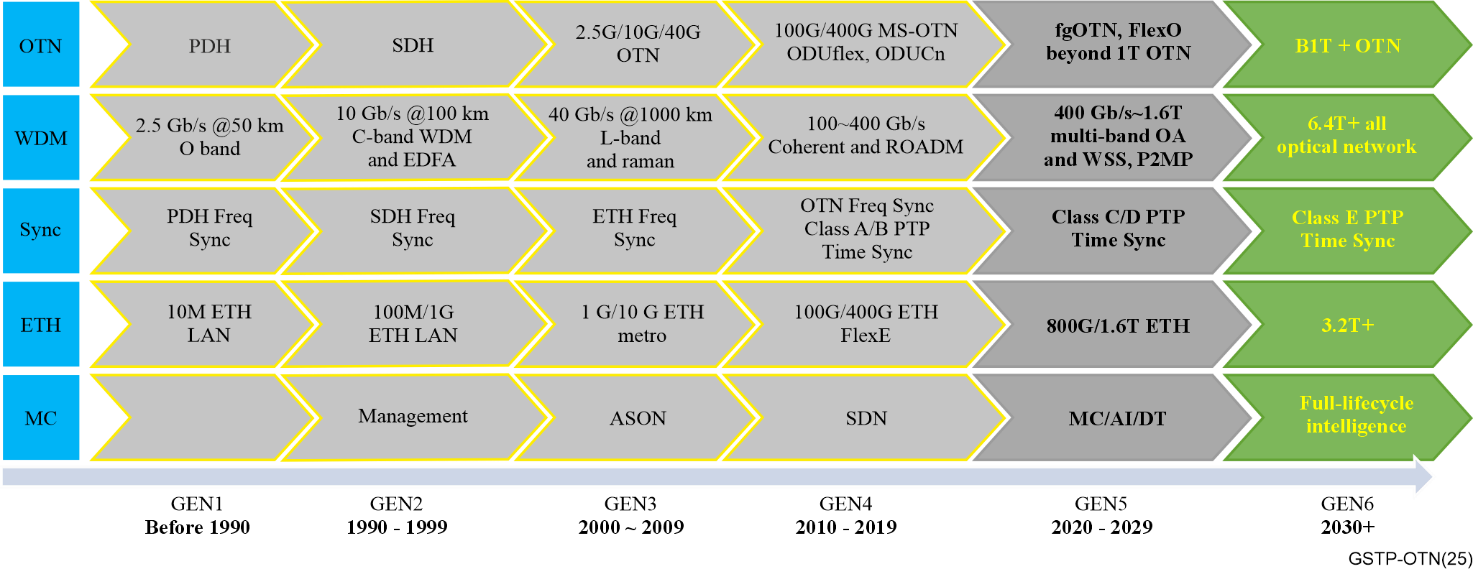 OTN
PDH
SDH
2.5G/10G/40G
OTN
100G/400G MS-OTN
ODUflex, ODUCn
fgOTN, FlexO
beyond 1T OTN
B1T + OTN
WDM
2.5 Gb/s @50 km
O band
10 Gb/s @100 km
C-band WDM
and EDFA
40 Gb/s @1000 km
L-band
and raman
100~400 Gb/s
Coherent and ROADM
400 Gb/s~1.6T
multi-band OA
and WSS, P2MP
6.4T+ all
optical network
Sync
PDH Freq
Sync
SDH Freq
Sync
ETH Freq
Sync
OTN Freq Sync
Class A/B PTP
Time Sync
Class C/D PTP
Time Sync
Class E PTP
Time Sync
ETH
10M ETH
LAN
100M/1G
ETH LAN
1 G/10 G ETH
metro
100G/400G ETH
FlexE
800G/1.6T ETH
3.2T+
MC
Management
ASON
SDN
MC/AI/DT
Full-lifecycle
intelligence
GEN1
Before 1990
GEN2
1990 - 1999
GEN3
2000 ~ 2009
GEN4
2010 - 2019
GEN5
2020 - 2029
GEN6
2030+
GSTP-OTN(25)